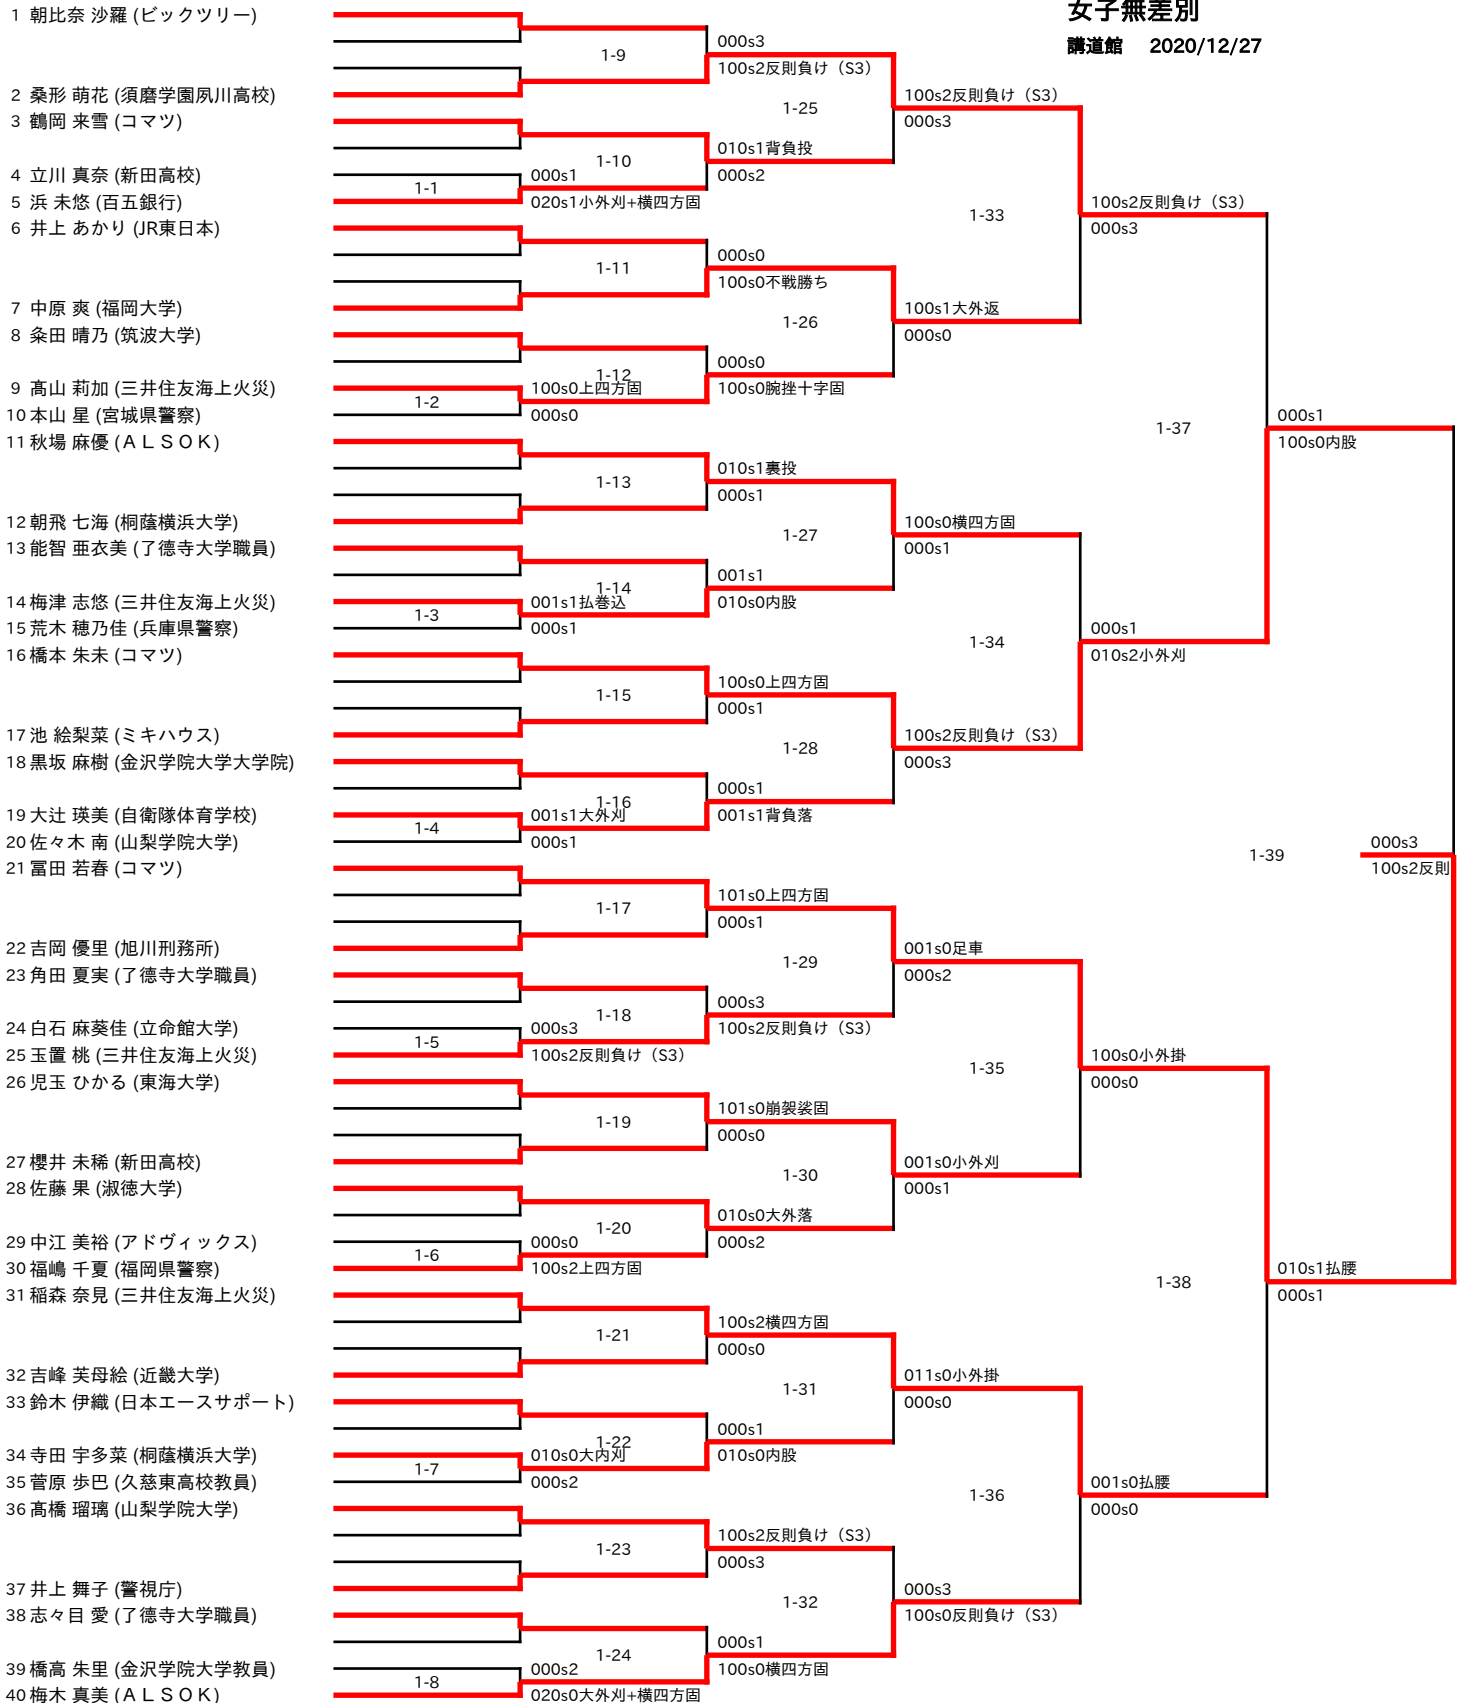 女子無差別
講道館 2020/12/27
1 朝比奈 沙羅 (ビックツリー)
2 桑形 萌花 (須磨学園夙川高校)
3 鶴岡 来雪 (コマツ)
4 立川 真奈 (新田高校)
5 浜 未悠 (百五銀行)
6 井上 あかり (JR東日本)
7 中原 爽 (福岡大学)
8 粂田 晴乃 (筑波大学)
9 髙山 莉加 (三井住友海上火災)
10 本山 星 (宮城県警察)
11 秋場 麻優 (ＡＬＳＯＫ)
12 朝飛 七海 (桐蔭横浜大学)
13 能智 亜衣美 (了德寺大学職員)
14 梅津 志悠 (三井住友海上火災)
15 荒木 穂乃佳 (兵庫県警察)
16 橋本 朱未 (コマツ)
17 池 絵梨菜 (ミキハウス)
18 黒坂 麻樹 (金沢学院大学大学院)
19 大辻 瑛美 (自衛隊体育学校)
20 佐々木 南 (山梨学院大学)
21 冨田 若春 (コマツ)
22 吉岡 優里 (旭川刑務所)
23 角田 夏実 (了德寺大学職員)
24 白石 麻葵佳 (立命館大学)
25 玉置 桃 (三井住友海上火災)
26 児玉 ひかる (東海大学)
27 櫻井 未稀 (新田高校)
28 佐藤 果 (淑徳大学)
29 中江 美裕 (アドヴィックス)
30 福嶋 千夏 (福岡県警察)
31 稲森 奈見 (三井住友海上火災)
32 吉峰 芙母絵 (近畿大学)
33 鈴木 伊織 (日本エースサポート)
34 寺田 宇多菜 (桐蔭横浜大学)
35 菅原 歩巴 (久慈東高校教員)
36 髙橋 瑠璃 (山梨学院大学)
37 井上 舞子 (警視庁)
38 志々目 愛 (了德寺大学職員)
39 橋高 朱里 (金沢学院大学教員)
40 梅木 真美 (ＡＬＳＯＫ)
1-1
000s1
020s1小外刈+横四方固
1-2
100s0上四方固
000s0
1-3
001s1払巻込
000s1
1-4
001s1大外刈
000s1
1-5
000s3
100s2反則負け（S3）
1-6
000s0
100s2上四方固
1-7
010s0大内刈
000s2
1-8
000s2
020s0大外刈+横四方固
1-9
000s3
100s2反則負け（S3）
1-10
010s1背負投
000s2
1-11
000s0
100s0不戦勝ち
1-12
000s0
100s0腕挫十字固
1-13
010s1裏投
000s1
1-14
001s1
010s0内股
1-15
100s0上四方固
000s1
1-16
000s1
001s1背負落
1-17
101s0上四方固
000s1
1-18
000s3
100s2反則負け（S3）
1-19
101s0崩袈裟固
000s0
1-20
010s0大外落
000s2
1-21
100s2横四方固
000s0
1-22
000s1
010s0内股
1-23
100s2反則負け（S3）
000s3
1-24
000s1
100s0横四方固
1-25
100s2反則負け（S3）
000s3
1-26
100s1大外返
000s0
1-27
100s0横四方固
000s1
1-28
100s2反則負け（S3）
000s3
1-29
001s0足車
000s2
1-30
001s0小外刈
000s1
1-31
011s0小外掛
000s0
1-32
000s3
100s0反則負け（S3）
1-33
100s2反則負け（S3）
000s3
1-34
000s1
010s2小外刈
1-35
100s0小外掛
000s0
1-36
001s0払腰
000s0
1-37
000s1
100s0内股
1-38
010s1払腰
000s1
1-39
000s3
100s2反則